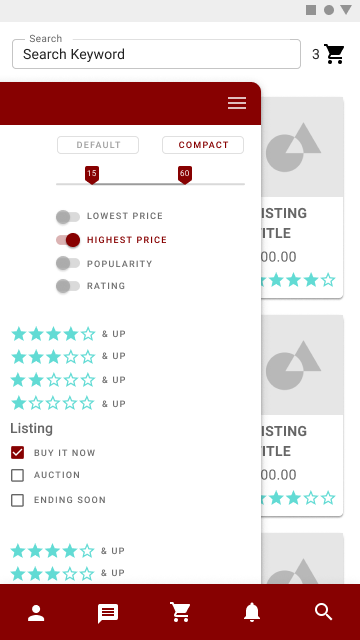 Search
Search Keyword
3
DEFAULT
COMPACT
15
60
LOWEST PRICE
HIGHEST PRICE
POPULARITY
RATING
& UP
& UP
& UP
& UP
Listing
BUY IT NOW
AUCTION
ENDING SOON
& UP
& UP
ISTING
ITLE
00.00
ISTING
ITLE
00.00